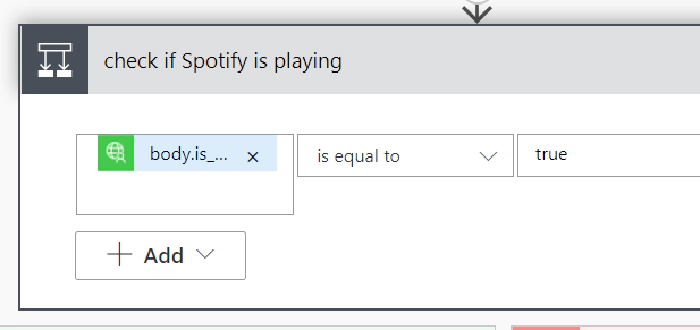 check if Spotify is playing
body.is_... × is equal to true
Add